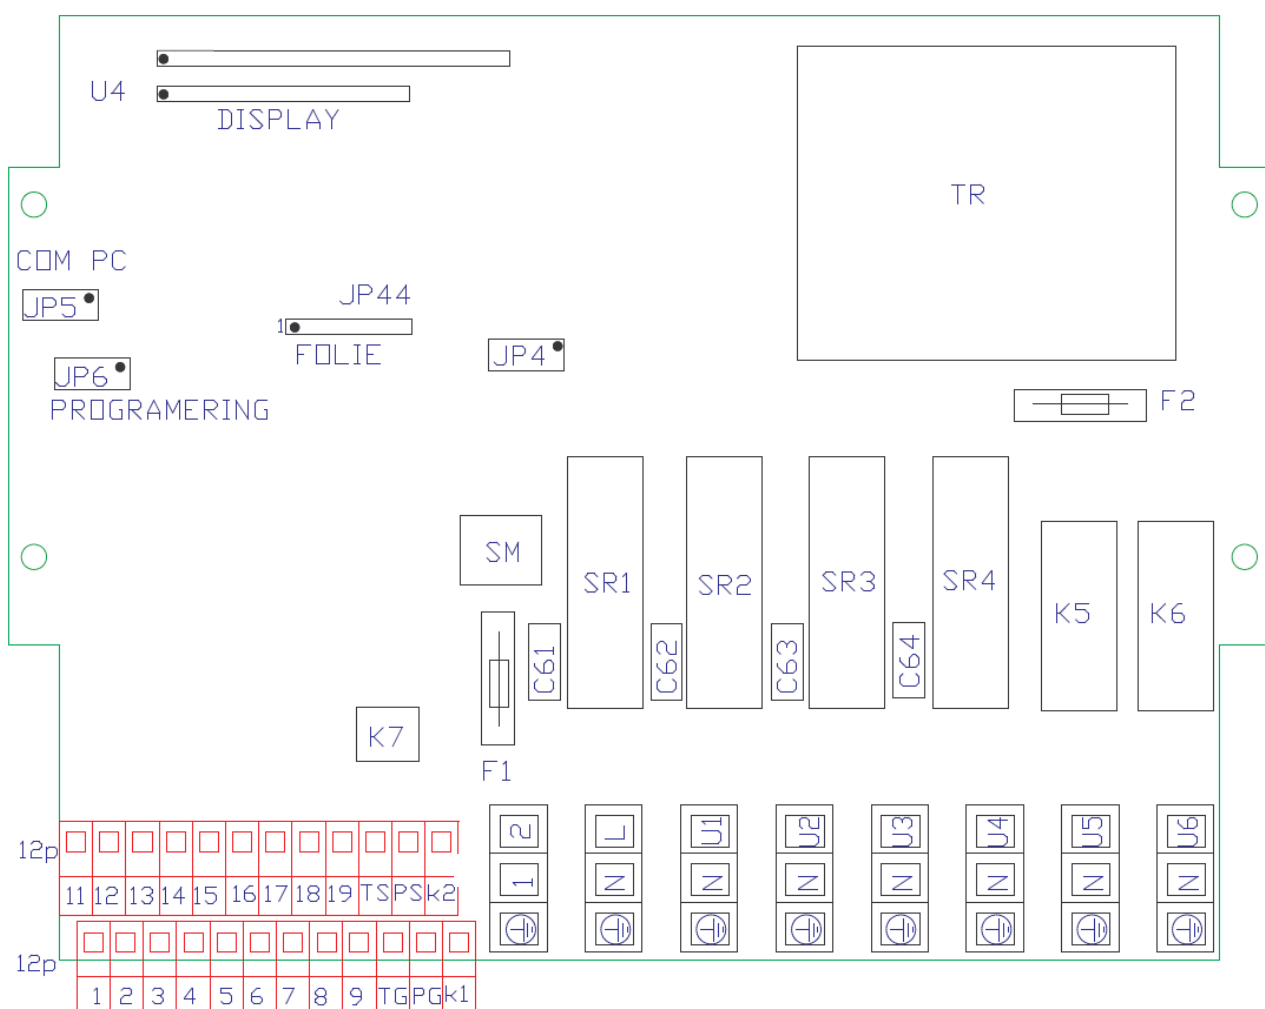 U4
DISPLAY
TR
COM PC
JP5
JP44
1
FOLIE
JP4
JP6
PROGRAMERING
F2
SM
SR1
SR2
SR3
SR4
K5
K6
C61
C62
C63
C64
K7
F1
2 L U1 U2 U3 U4 U5 U6
12p
11 12 13 14 15 16 17 18 19 TS PS k2
1 N N N N N N N
12p
1 2 3 4 5 6 7 8 9 TG PG k1